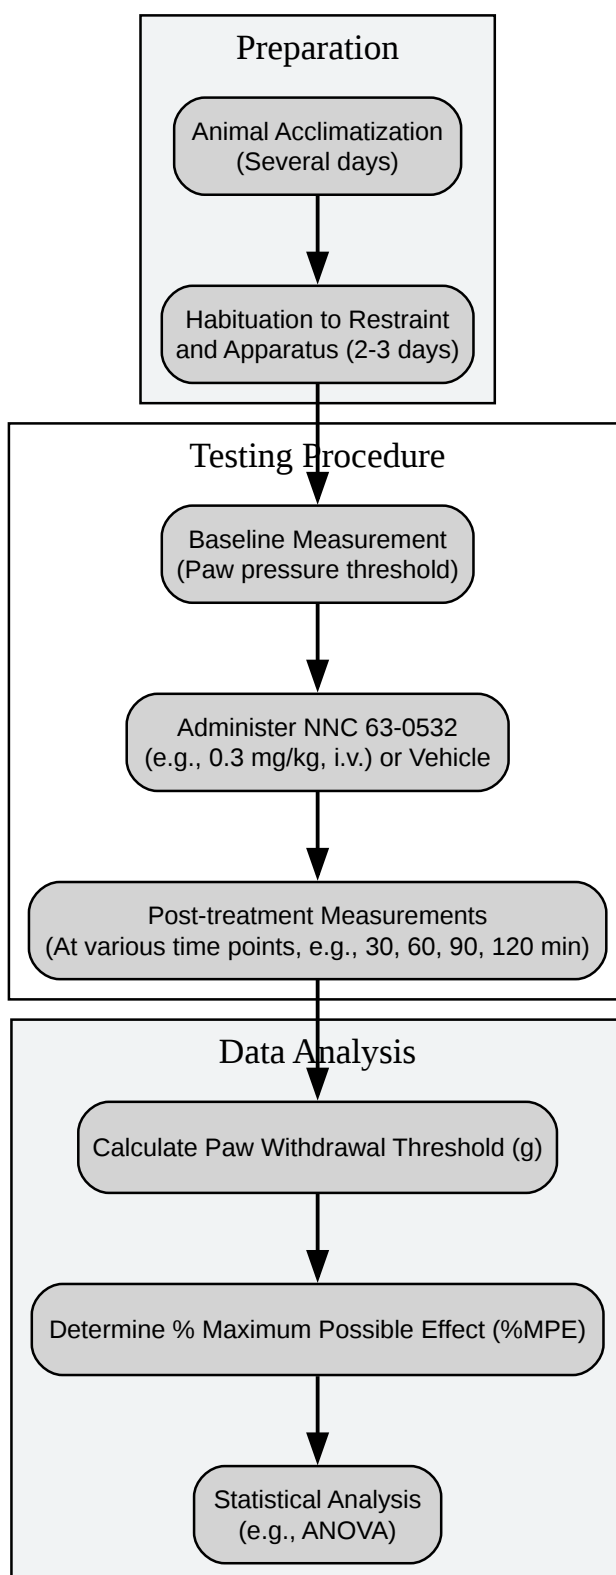 Preparation
Animal Acclimatization
(Several days)
Habituation to Restraint
and Apparatus (2-3 days)
Testing Procedure
Baseline Measurement
(Paw pressure threshold)
Administer NNC 63-0532
(e.g., 0.3 mg/kg, i.v.) or Vehicle
Post-treatment Measurements
(At various time points, e.g., 30, 60, 90, 120 min)
Data Analysis
Calculate Paw Withdrawal Threshold (g)
Determine % Maximum Possible Effect (%MPE)
Statistical Analysis
(e.g., ANOVA)